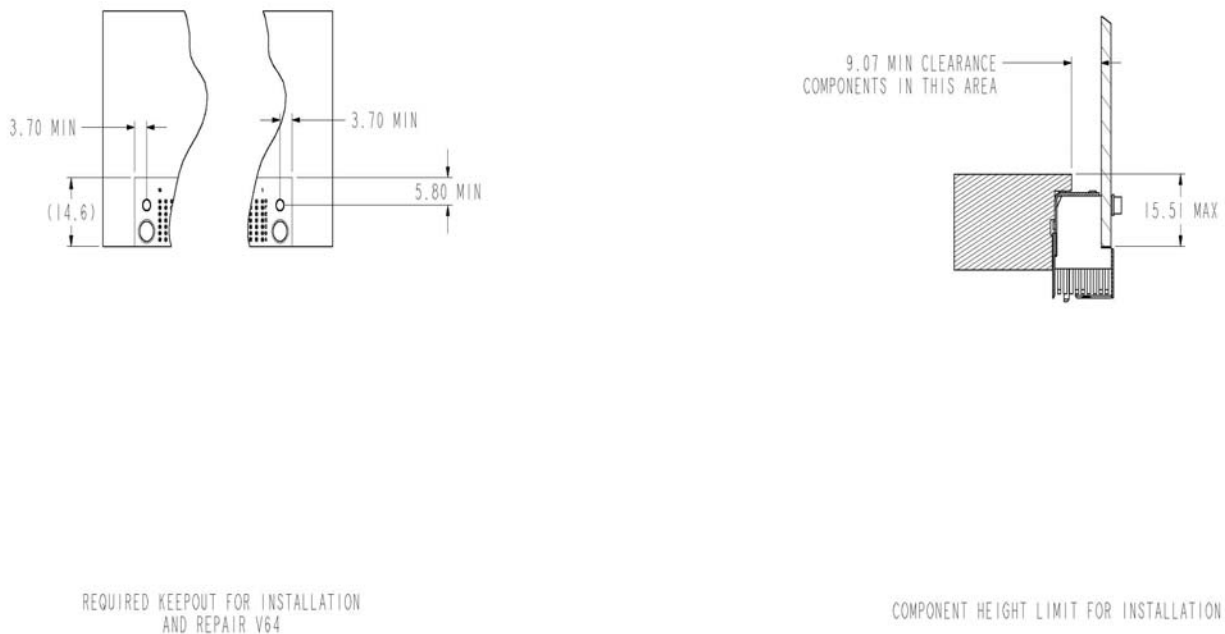 3.70 MIN
3.70 MIN
(14.6)
5.80 MIN
REQUIRED KEEPOUT FOR INSTALLATION
AND REPAIR V64
9.07 MIN CLEARANCE
COMPONENTS IN THIS AREA
15.51 MAX
COMPONENT HEIGHT LIMIT FOR INSTALLATION